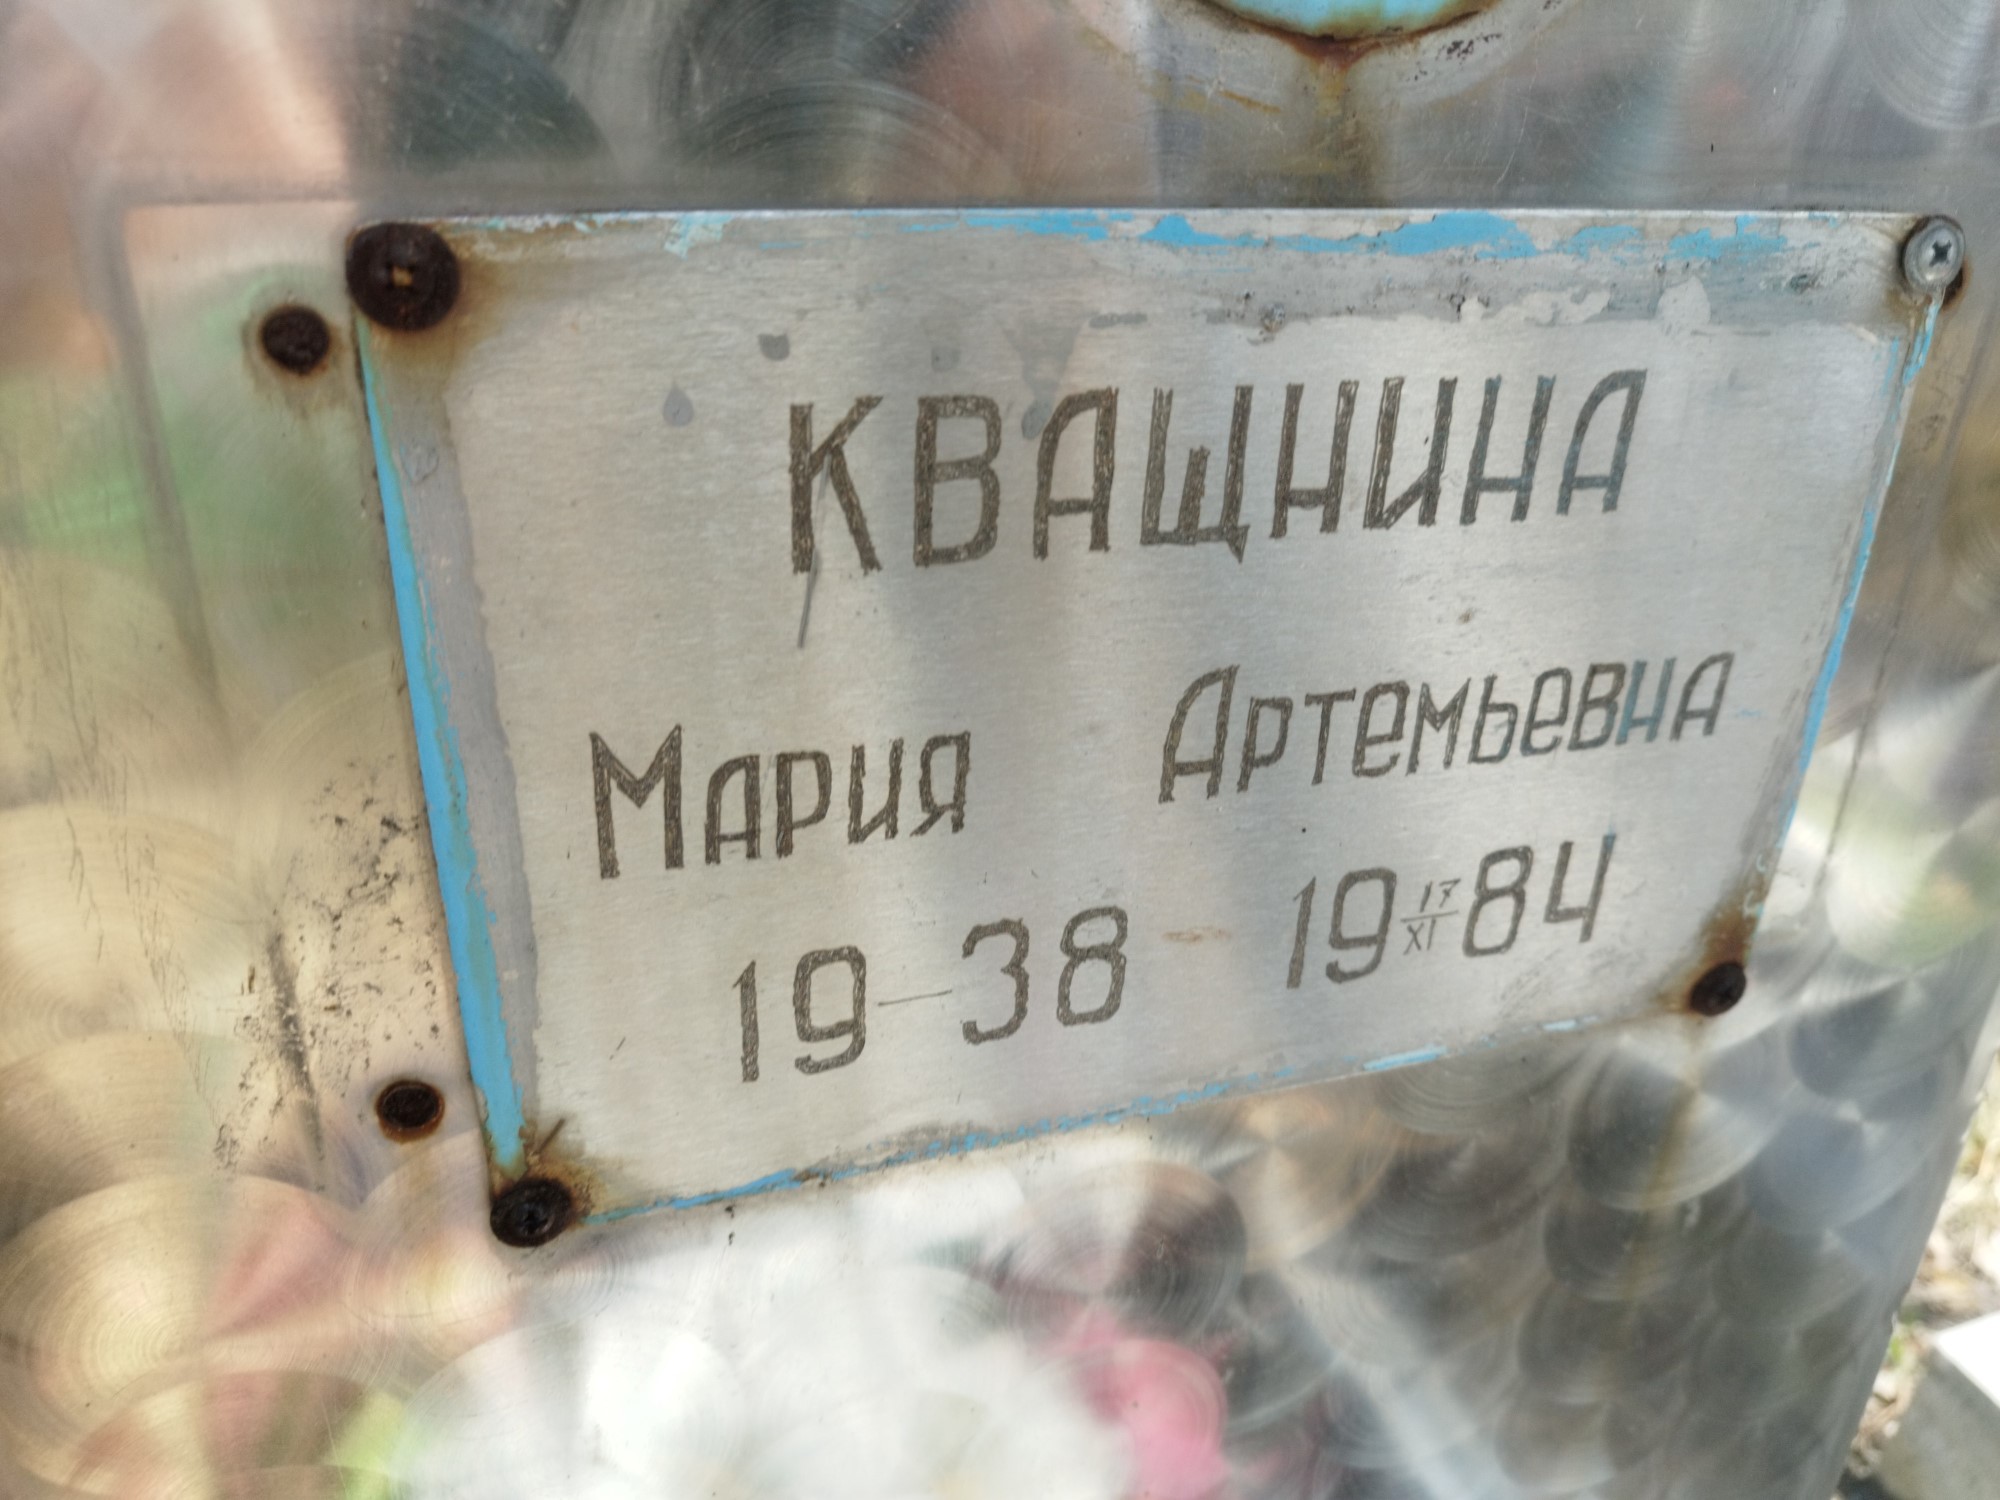 КВАЩНИНА
Мария Артемьевна
19–38 - 19 17/XI 84